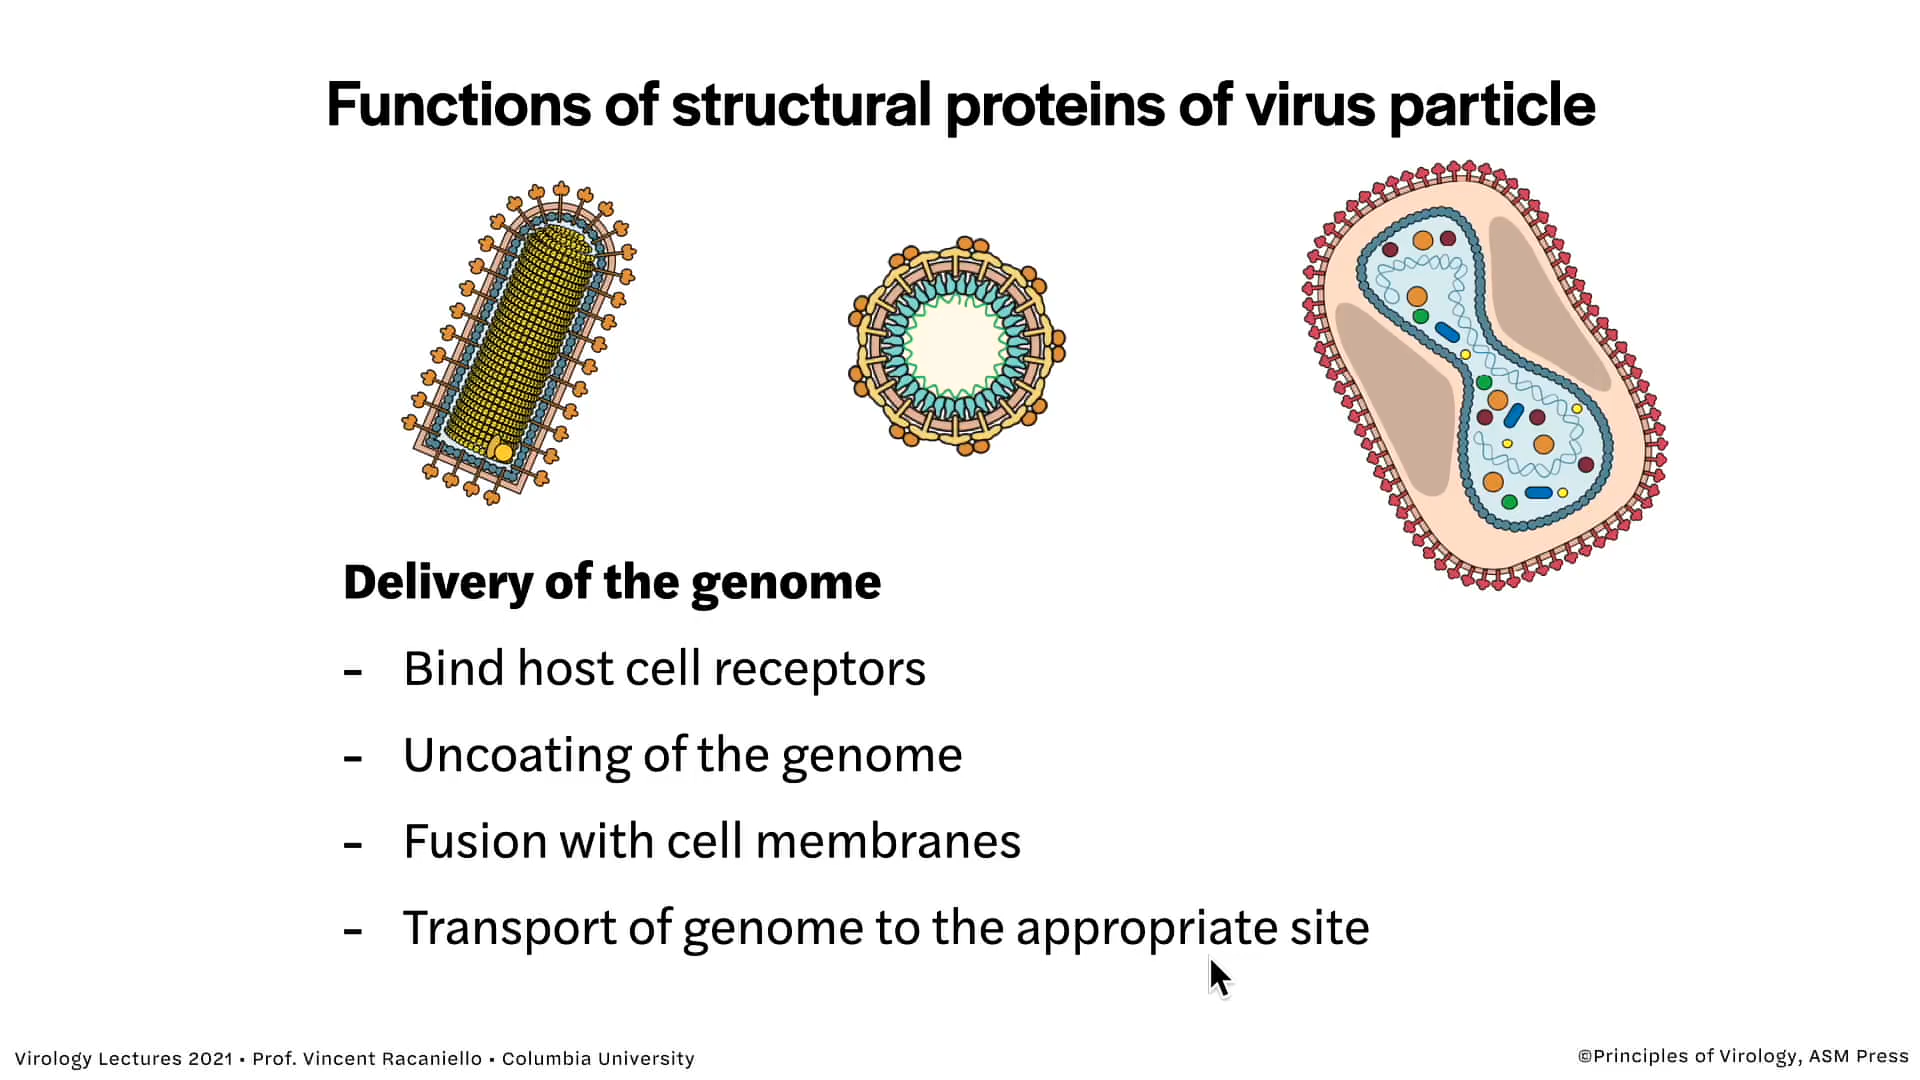 Functions of structural proteins of virus particle
Delivery of the genome
- Bind host cell receptors
- Uncoating of the genome
- Fusion with cell membranes
- Transport of genome to the appropriate site
Virology Lectures 2021 • Prof. Vincent Racaniello • Columbia University
©Principles of Virology, ASM Press